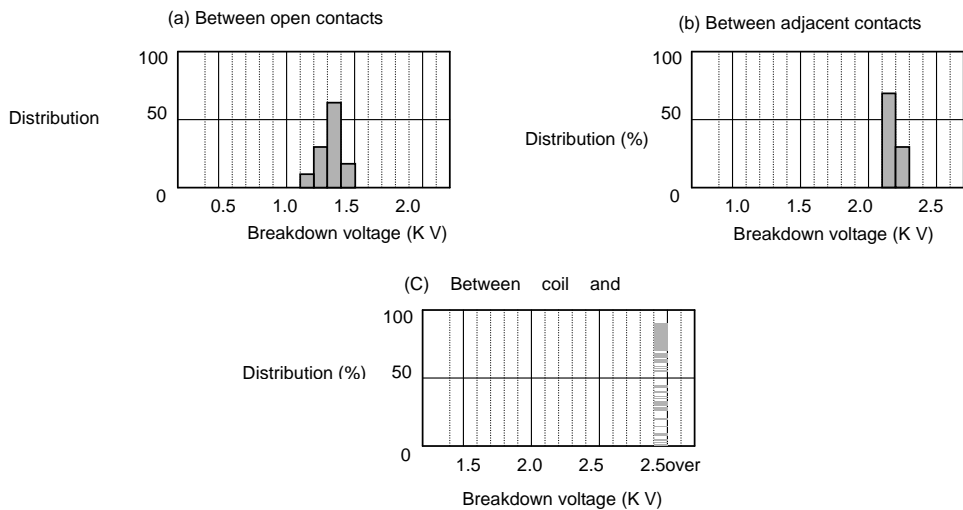 (a) Between open contacts
100
Distribution
50
0
0.5 1.0 1.5 2.0
Breakdown voltage (K V)
(b) Between adjacent contacts
100
50
Distribution (%)
0
1.0 1.5 2.0 2.5
Breakdown voltage (K V)
(C) Between coil and
100
Distribution (%)
50
0
1.5 2.0 2.5 2.5over
Breakdown voltage (K V)